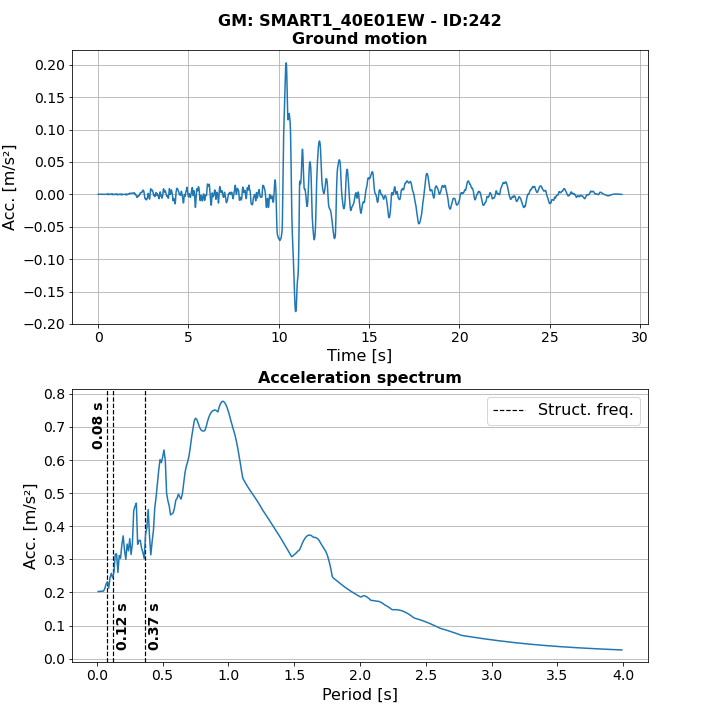 GM: SMART1_40E01EW - ID:242
Ground motion
0.20
0.15
0.10
0.05
0.00
−0.05
−0.10
−0.15
−0.20
Acc. [m/s²]
0 5 10 15 20 25 30
Time [s]
Acceleration spectrum
0.8
0.7
0.6
0.5
0.4
0.3
0.2
0.1
0.0
Acc. [m/s²]
Struct. freq.
0.08 s
0.12 s
0.37 s
0.0 0.5 1.0 1.5 2.0 2.5 3.0 3.5 4.0
Period [s]